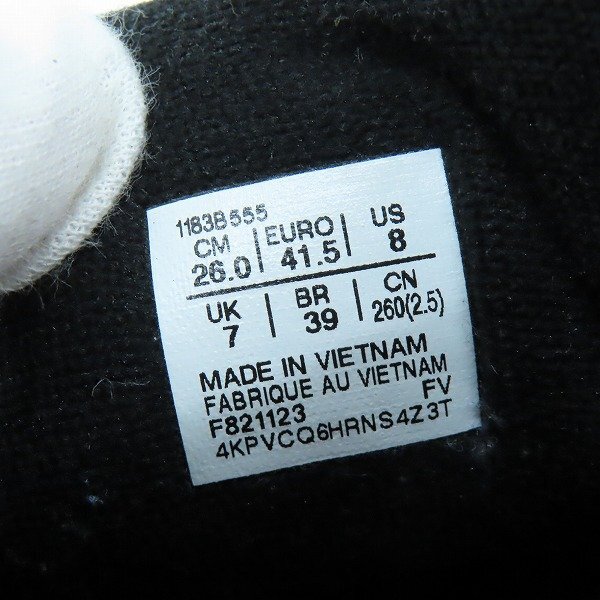 1183B555
CM EURO US
26.0 41.5 8
UK BR CN
7 39 260(2.5)
MADE IN VIETNAM
FABRIQUE AU VIETNAM
F821123 FV
4KPVCQ6HRNS4Z3T